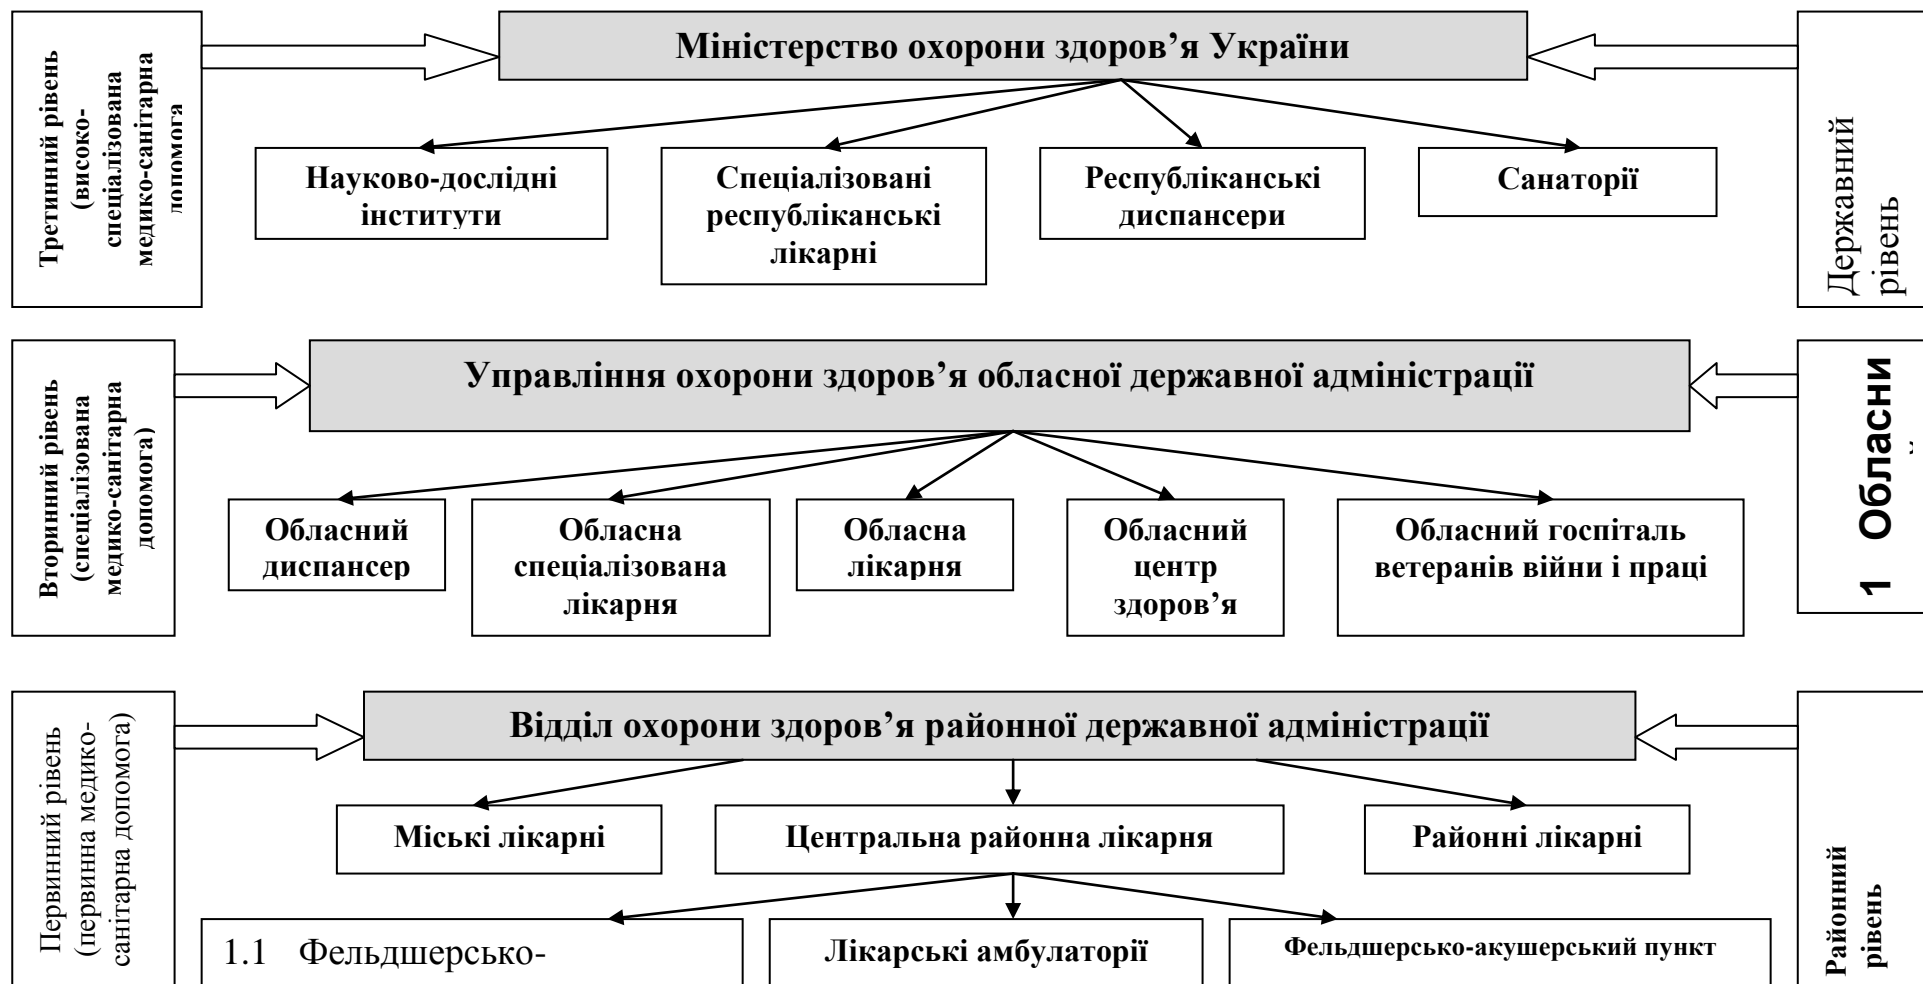 Третинний рівень
(високо-
спеціалізована
медико-санітарна
допомога
Міністерство охорони здоров’я України
Державний
рівень
Науково-дослідні
інститути
Спеціалізовані
республіканські
лікарні
Республіканські
диспансери
Санаторії
Вторинний рівень
(спеціалізована
медико-санітарна
допомога)
Управління охорони здоров’я обласної державної адміністрації
1 Обласни
Обласний
диспансер
Обласна
спеціалізована
лікарня
Обласна
лікарня
Обласний
центр
здоров’я
Обласний госпіталь
ветеранів війни і праці
Первинний рівень
(первинна медико-
санітарна допомога)
Відділ охорони здоров’я районної державної адміністрації
Районний
рівень
Міські лікарні
Центральна районна лікарня
Районні лікарні
1.1 Фельдшерсько-
Лікарські амбулаторії
Фельдшерсько-акушерський пункт